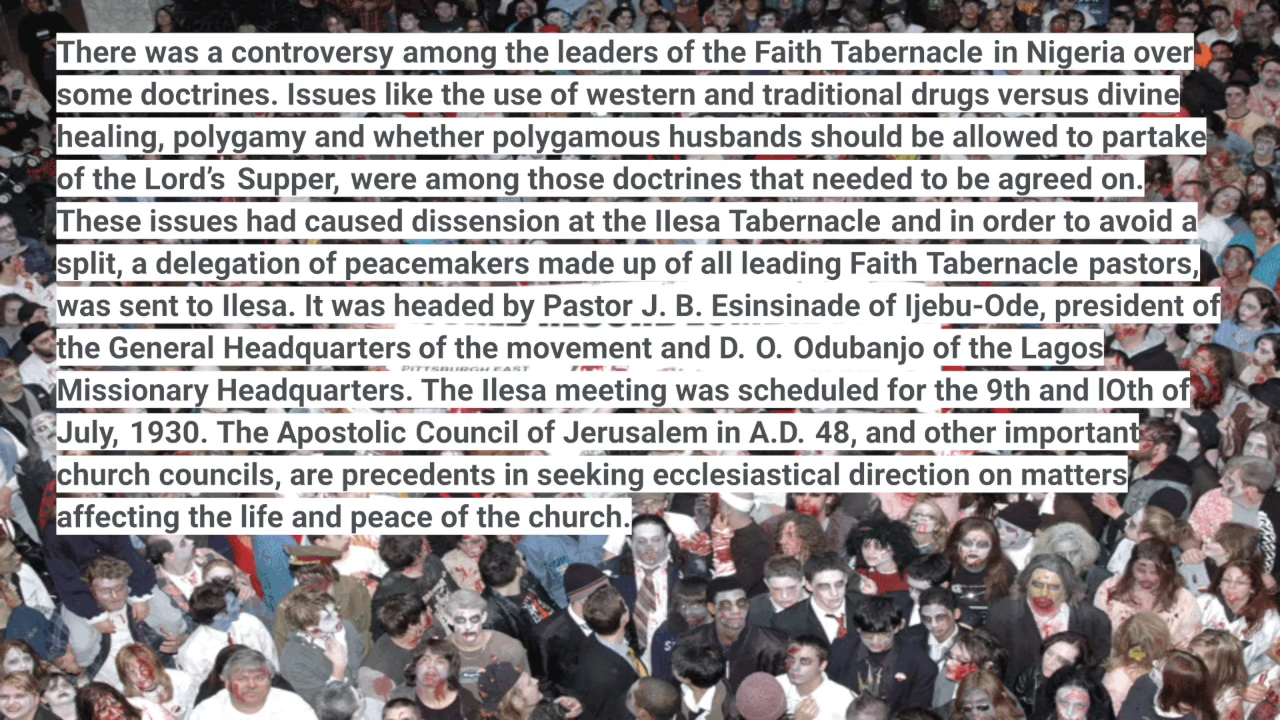 There was a controversy among the leaders of the Faith Tabernacle in Nigeria over
some doctrines. Issues like the use of western and traditional drugs versus divine
healing, polygamy and whether polygamous husbands should be allowed to partake
of the Lord’s Supper, were among those doctrines that needed to be agreed on.
These issues had caused dissension at the Ilesa Tabernacle and in order to avoid a
split, a delegation of peacemakers made up of all leading Faith Tabernacle pastors,
was sent to Ilesa. It was headed by Pastor J. B. Esinsinade of Ijebu-Ode, president of
the General Headquarters of the movement and D. O. Odubanjo of the Lagos
Missionary Headquarters. The Ilesa meeting was scheduled for the 9th and lOth of
July, 1930. The Apostolic Council of Jerusalem in A.D. 48, and other important
church councils, are precedents in seeking ecclesiastical direction on matters
affecting the life and peace of the church.
PITTSBURGH EAST